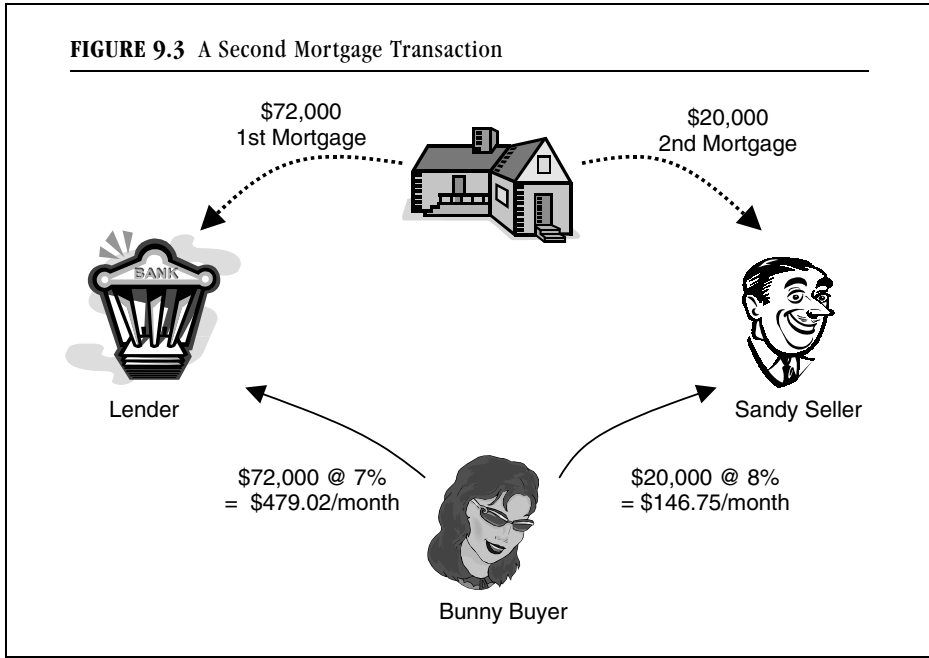 FIGURE 9.3 A Second Mortgage Transaction
$72,000
1st Mortgage
$20,000
2nd Mortgage
BANK
Lender
Sandy Seller
$72,000 @ 7%
= $479.02/month
$20,000 @ 8%
= $146.75/month
Bunny Buyer